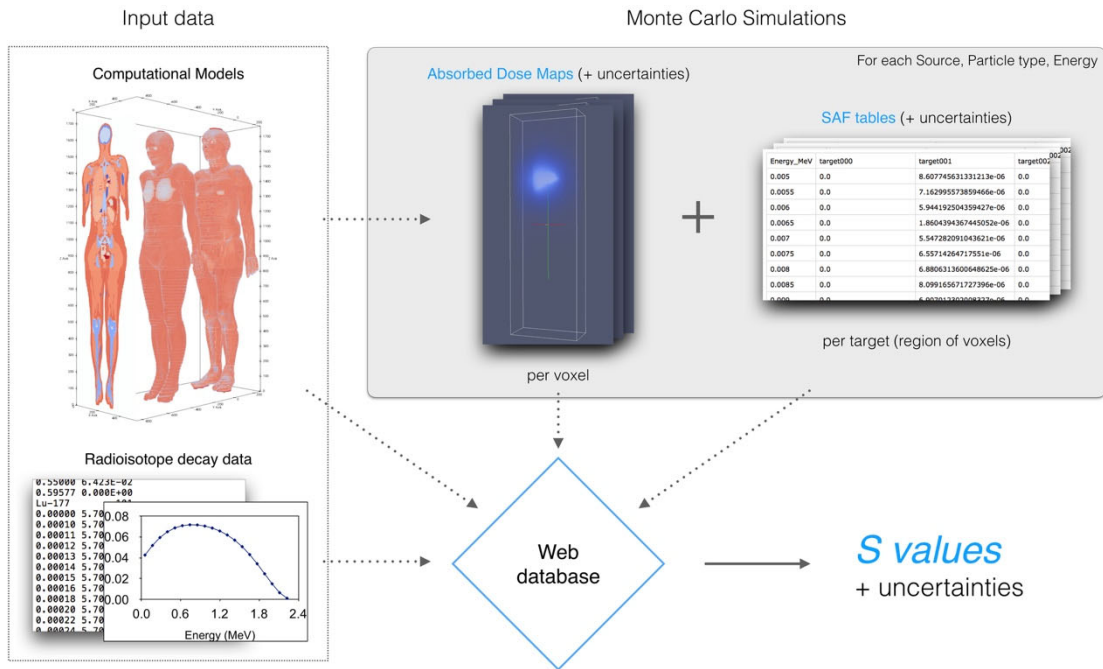 Input data
Monte Carlo Simulations
Computational Models
For each Source, Particle type, Energy
Absorbed Dose Maps (+ uncertainties)
SAF tables (+ uncertainties)
Energy_MeV target000 target001 target002
0.005 0.0 8.607745631331213e-06 0.0
0.0055 0.0 7.162995573859466e-06 0.0
0.006 0.0 5.944192504359427e-06 0.0
0.0065 0.0 1.8604394367445052e-06 0.0
0.007 0.0 5.547282091043621e-06 0.0
0.0075 0.0 6.55714264717551e-06 0.0
0.008 0.0 6.8806313600648625e-06 0.0
0.0085 0.0 8.099165671727396e-06 0.0
per voxel
per target (region of voxels)
Radioisotope decay data
0.55000 6.423E-02
0.59577 0.000E+00
Lu-177
0.00000 5.70
0.00010 5.70
0.00011 5.70
0.00012 5.70
0.00013 5.70
0.00014 5.70
0.00015 5.70
0.00016 5.70
0.00018 5.70
0.00020 5.70
0.00022 5.70
0.00024 5.70
0.08
0.06
0.04
0.02
0.00
0.0 0.6 1.2 1.8 2.4
Energy (MeV)
Web
database
S values
+ uncertainties